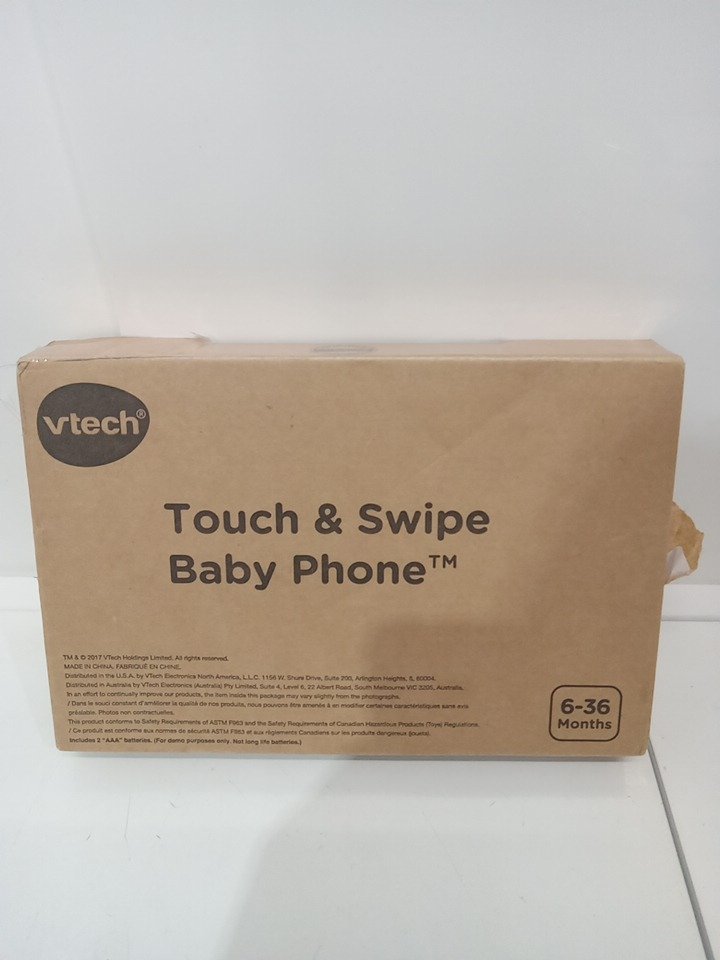 vtech®
Touch & Swipe
Baby Phone™
TM & © 2017 VTech Holdings Limited. All rights reserved.
MADE IN CHINA. FABRIQUÉ EN CHINE.
Distributed in the U.S.A. by VTech Electronics North America, L.L.C. 1156 W. Shure Drive, Suite 200, Arlington Heights, IL 60004.
Distributed in Australia by VTech Electronics (Australia) Pty Limited, Suite 4, Level 6, 22 Albert Road, South Melbourne VIC 3205, Australia.
In an effort to continually improve our products, the item inside this package may vary slightly from the photographs.
/ Dans le souci constant d'améliorer la qualité de nos produits, nous pouvons être amenés à en modifier certaines caractéristiques sans avis
préalable. Photos non contractuelles.
This product conforms to Safety Requirements of ASTM F963 and the Safety Requirements of Canadian Hazardous Products (Toys) Regulations.
/ Ce produit est conforme aux normes de sécurité ASTM F963 et aux règlements Canadiens sur les produits dangereux (jouets).
Includes 2 "AAA" batteries. (For demo purposes only. Not long life batteries.)
6-36
Months